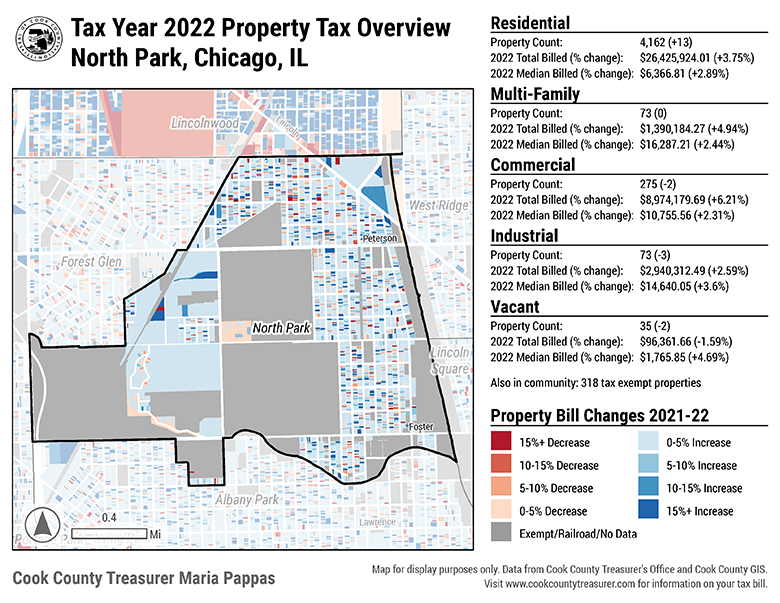 Tax Year 2022 Property Tax Overview
North Park, Chicago, IL
Lincolnwood
Lincoln
West Ridge
Peterson
Forest Glen
North Park
Lincoln
Square
Foster
Albany Park
Lawrence
0.4
Mi
Residential
Property Count: 4,162 (+13)
2022 Total Billed (% change): $26,425,924.01 (+3.75%)
2022 Median Billed (% change): $6,366.81 (+2.89%)
Multi-Family
Property Count: 73 (0)
2022 Total Billed (% change): $1,390,184.27 (+4.94%)
2022 Median Billed (% change): $16,287.21 (+2.44%)
Commercial
Property Count: 275 (-2)
2022 Total Billed (% change): $8,974,179.69 (+6.21%)
2022 Median Billed (% change): $10,755.56 (+2.31%)
Industrial
Property Count: 73 (-3)
2022 Total Billed (% change): $2,940,312.49 (+2.59%)
2022 Median Billed (% change): $14,640.05 (+3.6%)
Vacant
Property Count: 35 (-2)
2022 Total Billed (% change): $96,361.66 (-1.59%)
2022 Median Billed (% change): $1,765.85 (+4.69%)
Also in community: 318 tax exempt properties
Property Bill Changes 2021-22
15%+ Decrease
10-15% Decrease
5-10% Decrease
0-5% Decrease
0-5% Increase
5-10% Increase
10-15% Increase
15%+ Increase
Exempt/Railroad/No Data
Cook County Treasurer Maria Pappas
Map for display purposes only. Data from Cook County Treasurer's Office and Cook County GIS.
Visit www.cookcountytreasurer.com for information on your tax bill.